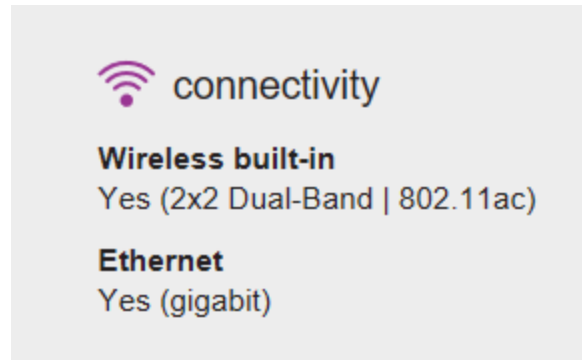 connectivity
Wireless built-in
Yes (2x2 Dual-Band | 802.11ac)
Ethernet
Yes (gigabit)